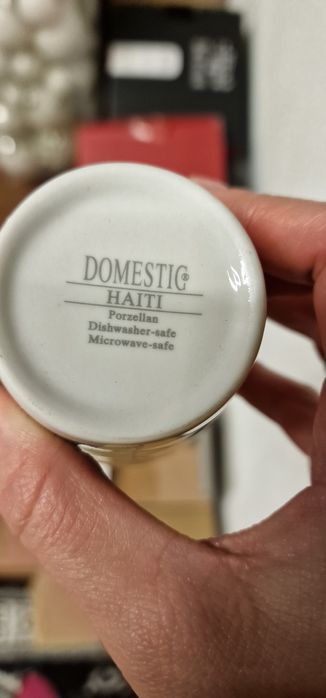 DOMESTIC®
HAITI
Porzellan
Dishwasher-safe
Microwave-safe